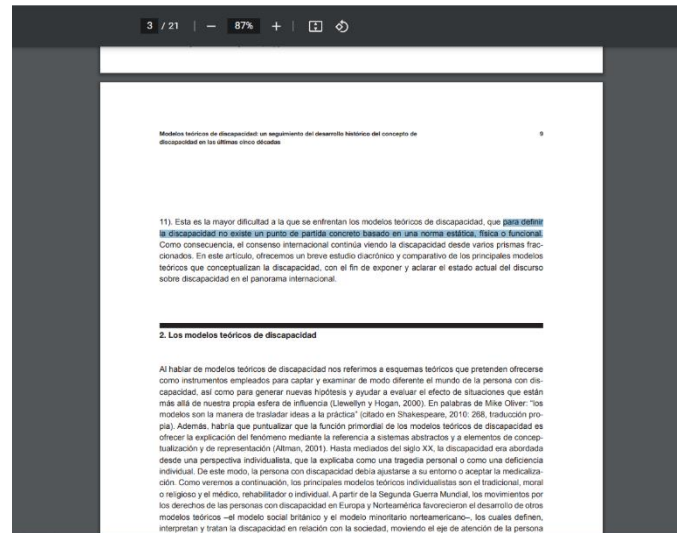 3 / 21 | − 87% + |
Modelos teóricos de discapacidad: un seguimiento del desarrollo histórico del concepto de
discapacidad en las últimas cinco décadas
9
11). Esta es la mayor dificultad a la que se enfrentan los modelos teóricos de discapacidad, que para definir
la discapacidad no existe un punto de partida concreto basado en una norma estática, física o funcional.
Como consecuencia, el consenso internacional continúa viendo la discapacidad desde varios prismas frac-
cionados. En este artículo, ofrecemos un breve estudio diacrónico y comparativo de los principales modelos
teóricos que conceptualizan la discapacidad, con el fin de exponer y aclarar el estado actual del discurso
sobre discapacidad en el panorama internacional.
2. Los modelos teóricos de discapacidad
Al hablar de modelos teóricos de discapacidad nos referimos a esquemas teóricos que pretenden ofrecerse
como instrumentos empleados para captar y examinar de modo diferente el mundo de la persona con dis-
capacidad, así como para generar nuevas hipótesis y ayudar a evaluar el efecto de situaciones que están
más allá de nuestra propia esfera de influencia (Llewellyn y Hogan, 2000). En palabras de Mike Oliver: "los
modelos son la manera de trasladar ideas a la práctica" (citado en Shakespeare, 2010: 268, traducción pro-
pia). Además, habría que puntualizar que la función primordial de los modelos teóricos de discapacidad es
ofrecer la explicación del fenómeno mediante la referencia a sistemas abstractos y a elementos de concep-
tualización y de representación (Altman, 2001). Hasta mediados del siglo XX, la discapacidad era abordada
desde una perspectiva individualista, que la explicaba como una tragedia personal o como una deficiencia
individual. De este modo, la persona con discapacidad debía ajustarse a su entorno o aceptar la medicaliza-
ción. Como veremos a continuación, los principales modelos teóricos individualistas son el tradicional, moral
o religioso y el médico, rehabilitador o individual. A partir de la Segunda Guerra Mundial, los movimientos por
los derechos de las personas con discapacidad en Europa y Norteamérica favorecieron el desarrollo de otros
modelos teóricos –el modelo social británico y el modelo minoritario norteamericano–, los cuales definen,
interpretan y tratan la discapacidad en relación con la sociedad, moviendo el eje de atención de la persona